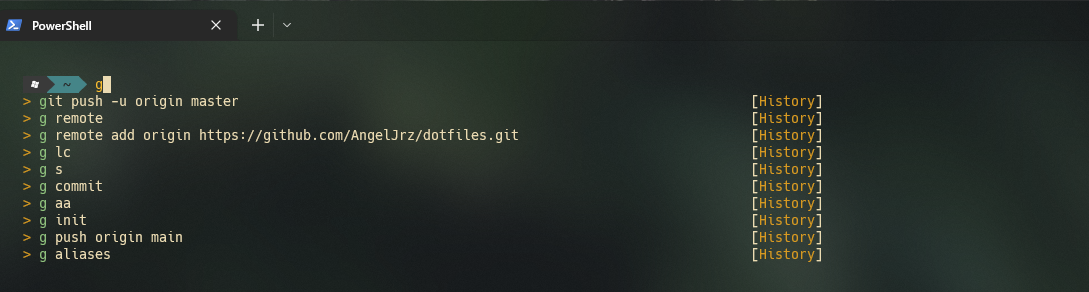 PowerShell
~ g
> git push -u origin master [History]
> g remote [History]
> g remote add origin https://github.com/AngelJrz/dotfiles.git [History]
> g lc [History]
> g s [History]
> g commit [History]
> g aa [History]
> g init [History]
> g push origin main [History]
> g aliases [History]